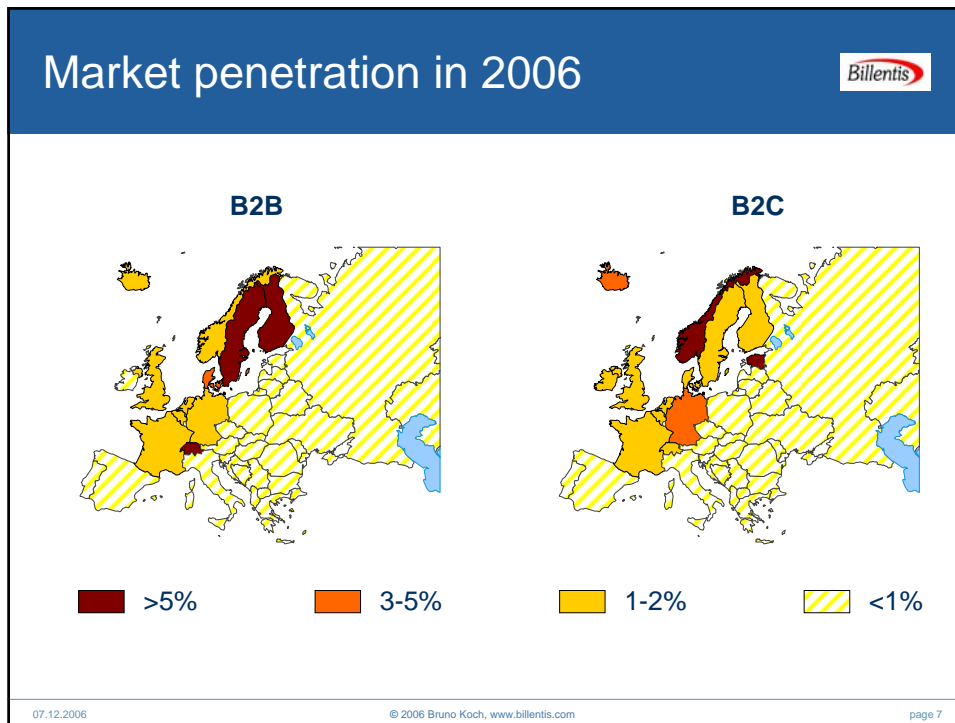 Market penetration in 2006
Billentis
B2B
B2C
>5%
3-5%
1-2%
<1%
07.12.2006
© 2006 Bruno Koch, www.billentis.com
page 7